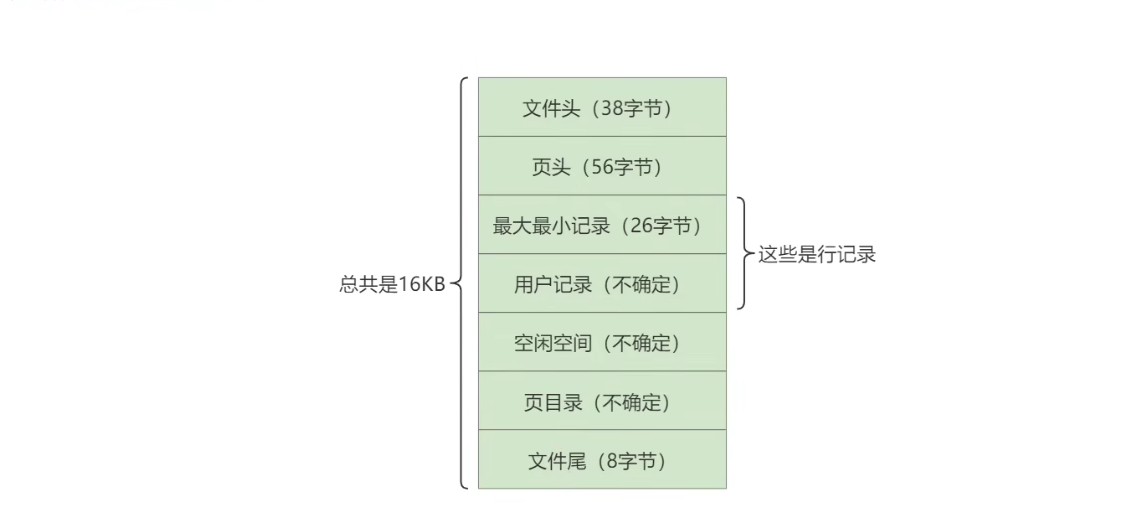 文件头（38字节）
页头（56字节）
最大最小记录（26字节）
这些是行记录
总共是16KB
用户记录（不确定）
空闲空间（不确定）
页目录（不确定）
文件尾（8字节）